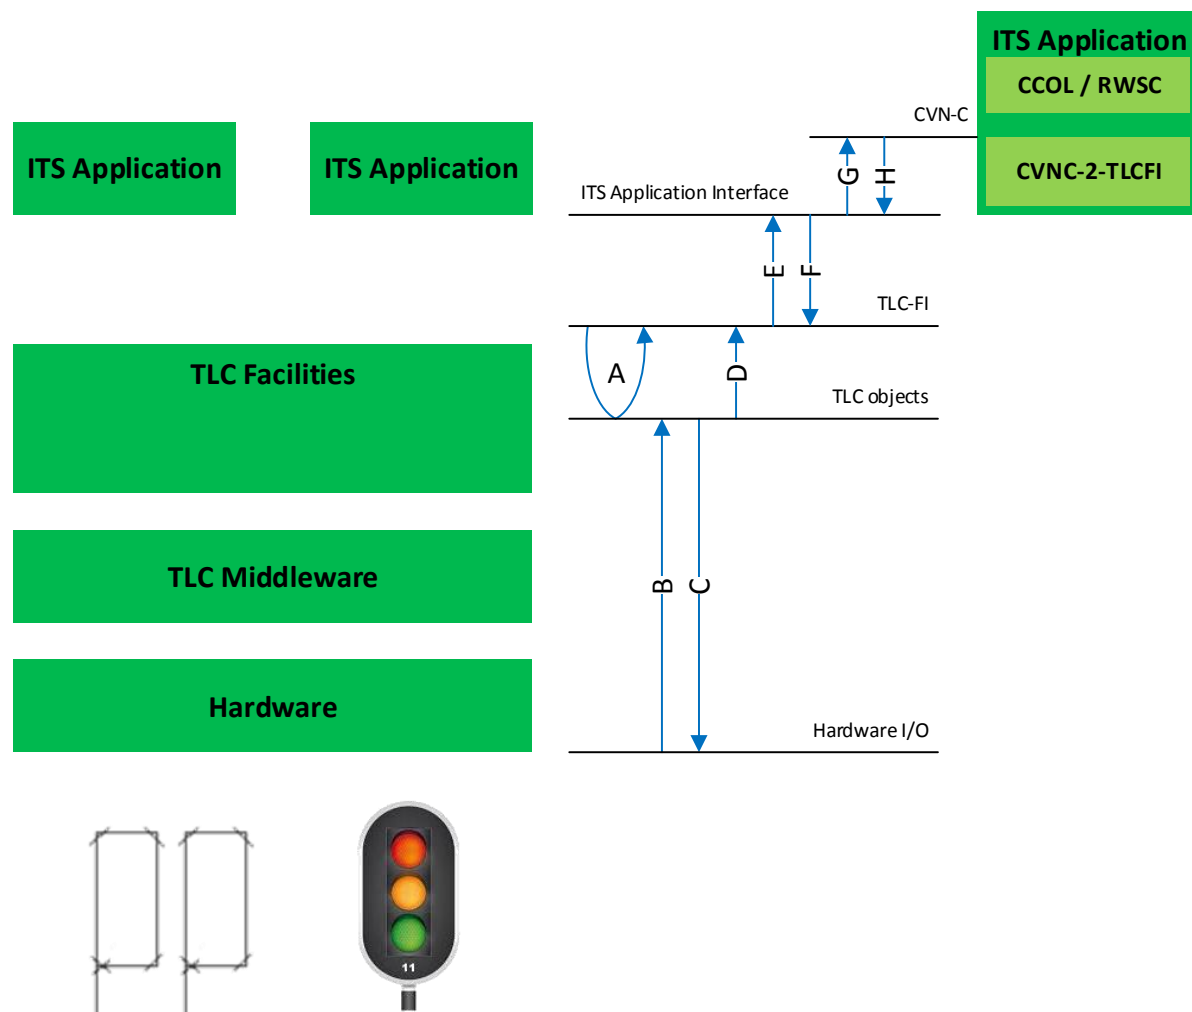 ITS Application
CCOL / RWSC
CVN-C
ITS Application
ITS Application
CVNC-2-TLCFI
G
H
ITS Application Interface
E
F
TLC-FI
TLC Facilities
A
D
TLC objects
TLC Middleware
B
C
Hardware
Hardware I/O
11